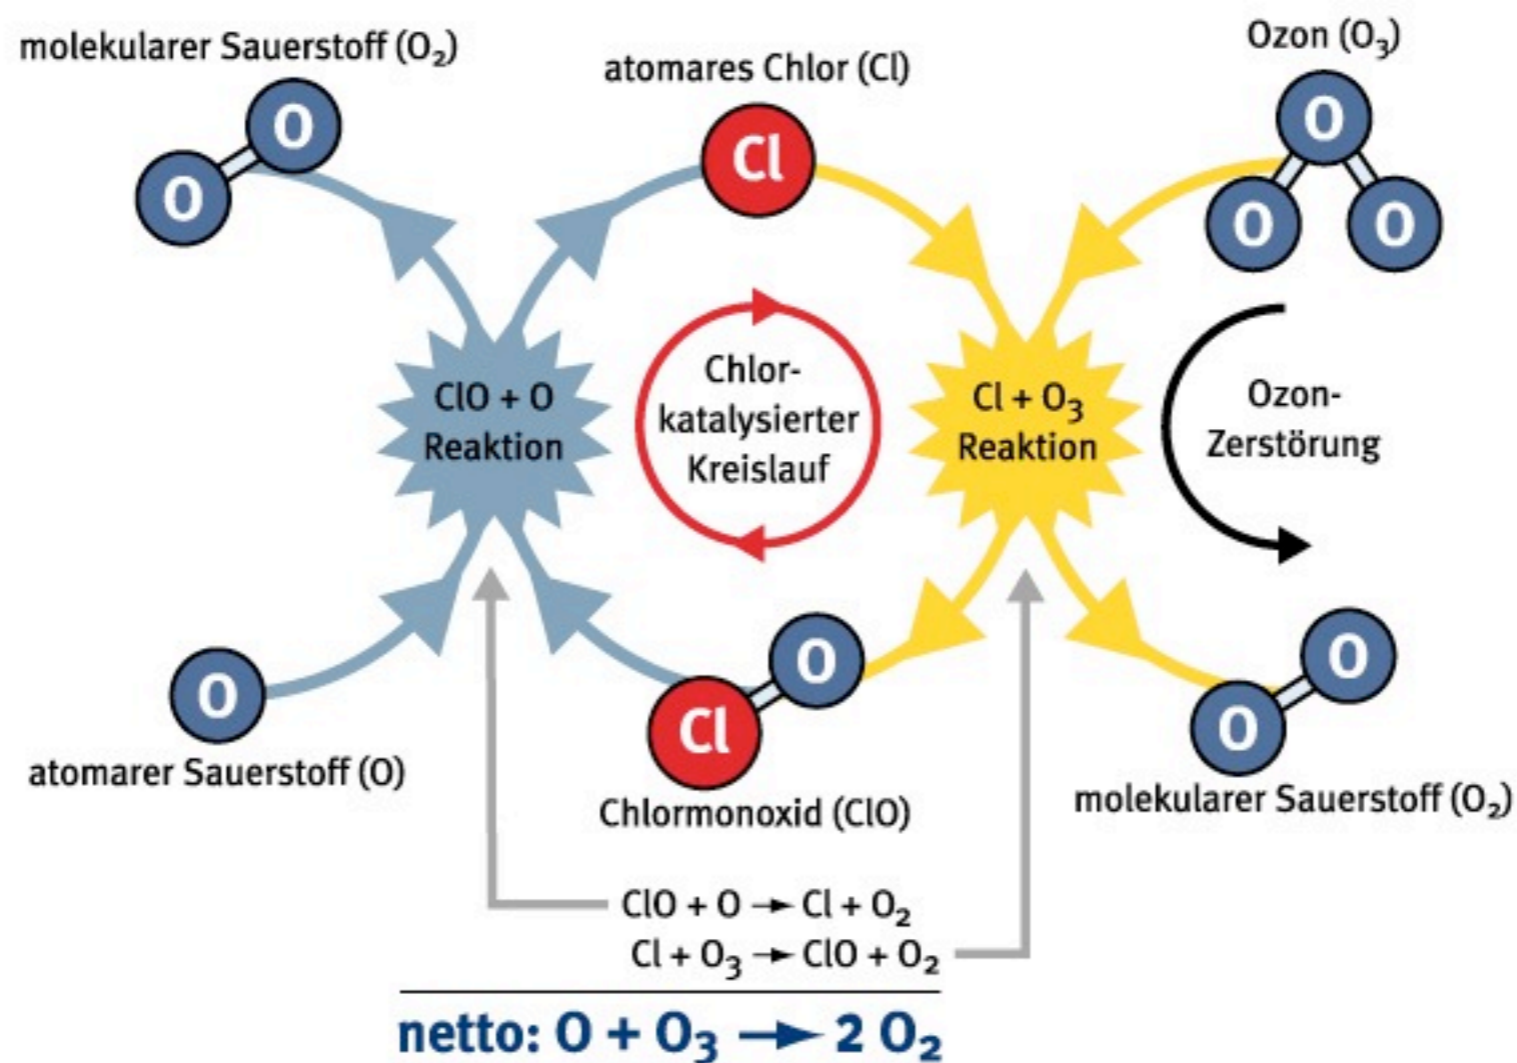 molekularer Sauerstoff (O₂)
O
O
atomares Chlor (Cl)
Cl
Ozon (O₃)
O
O
O
ClO + O
Reaktion
Chlor-
katalysierter
Kreislauf
Cl + O₃
Reaktion
Ozon-
Zerstörung
O
atomarer Sauerstoff (O)
O
Cl
Chlormonoxid (ClO)
O
O
molekularer Sauerstoff (O₂)
ClO + O → Cl + O₂
Cl + O₃ → ClO + O₂
netto: O + O₃ → 2 O₂